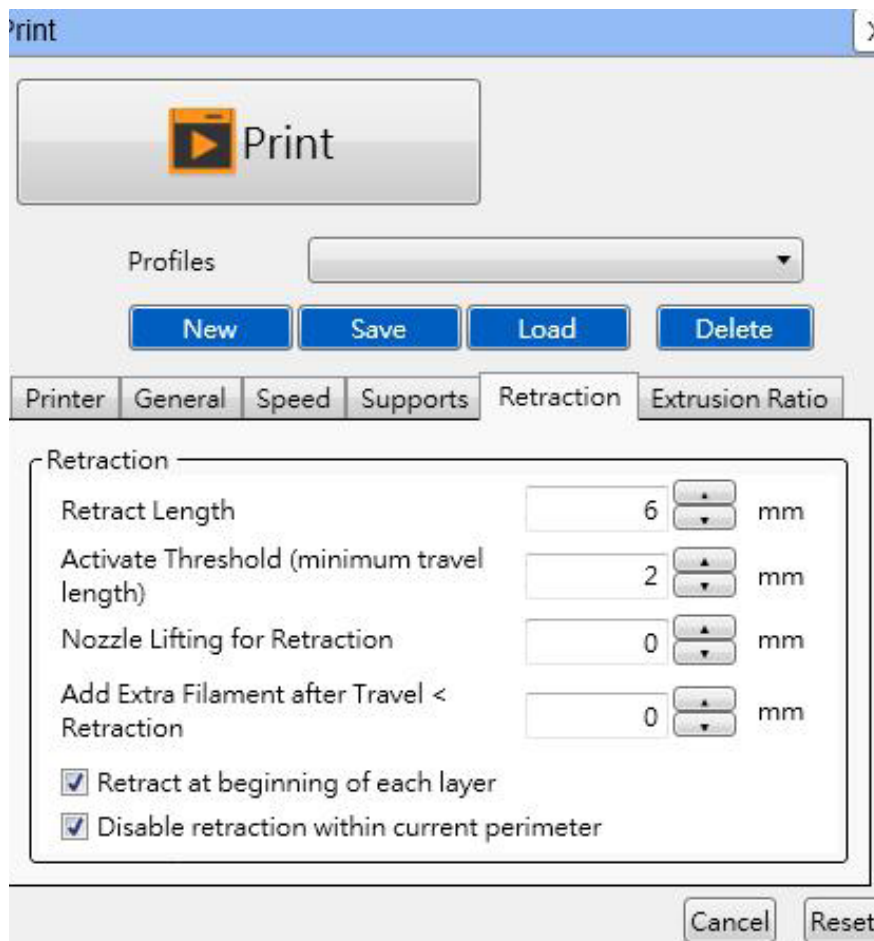 Print
Print
Profiles
New Save Load Delete
Printer General Speed Supports Retraction Extrusion Ratio
Retraction
Retract Length 6 mm
Activate Threshold (minimum travel
length) 2 mm
Nozzle Lifting for Retraction 0 mm
Add Extra Filament after Travel <
Retraction 0 mm
Retract at beginning of each layer
Disable retraction within current perimeter
Cancel Reset